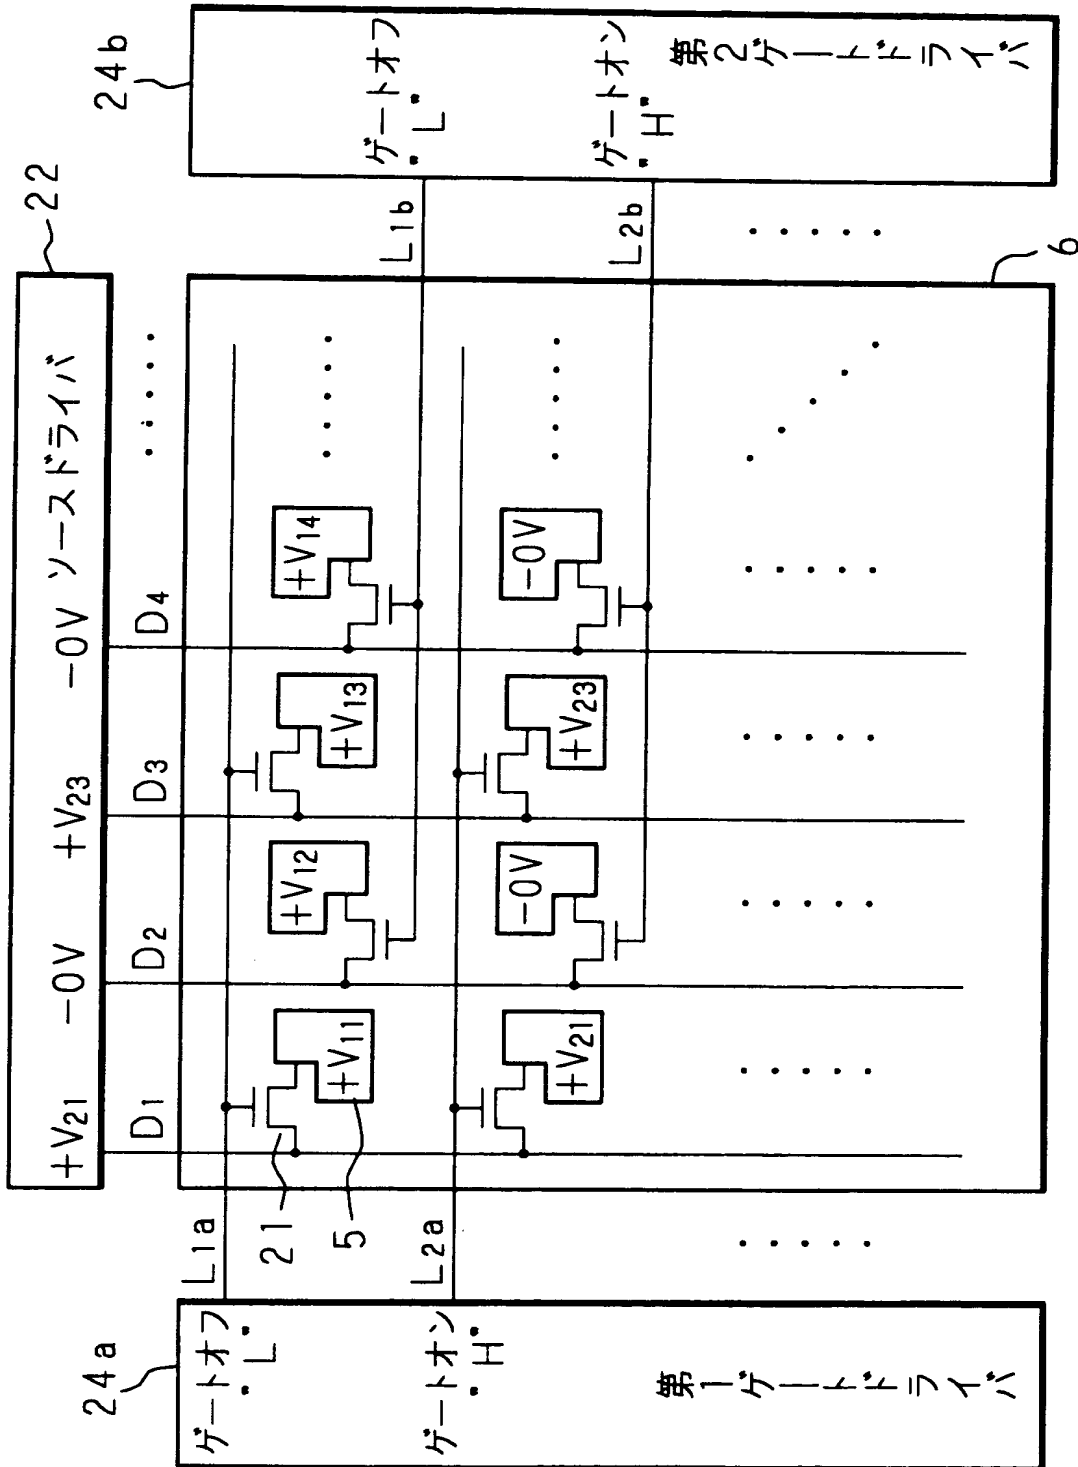 22
24a
24b
+V21 -0V +V23 -0V ソースドライバ
D1 D2 D3 D4
ゲートオフ
"L"
L1a
21
5
+V11
+V12
+V13
+V14
ゲートオフ
"L"
L1b
ゲートオン
"H"
L2a
+V21
-0V
+V23
-0V
ゲートオン
"H"
L2b
第1ゲートドライバ
第2ゲートドライバ
6